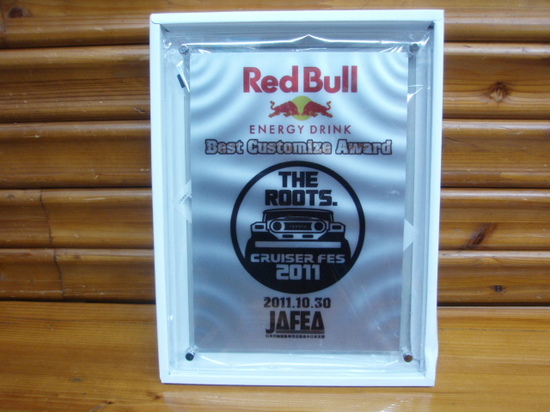 Red Bull
ENERGY DRINK
Best Customize Award
THE
ROOTS.
CRUISER FES
2011
2011.10.30
JAFEA